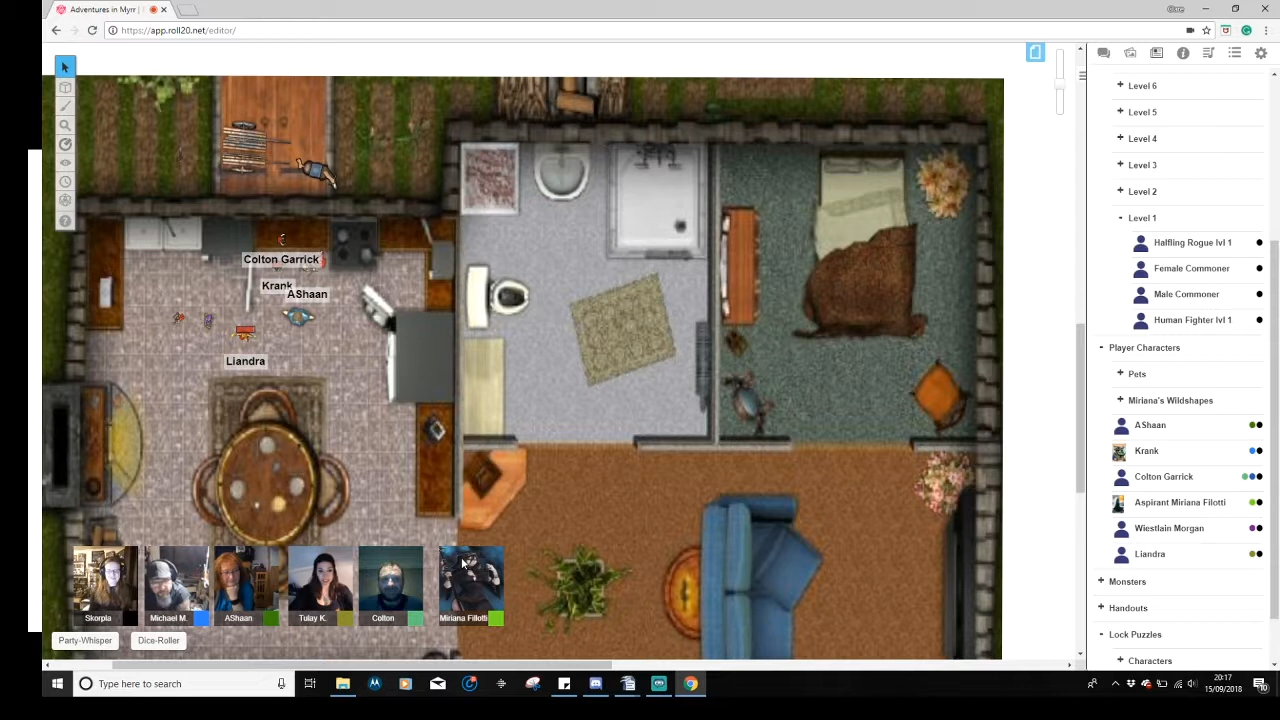 Adventures in Myrr |
https://app.roll20.net/editor/
Level 6
Level 5
Level 4
Level 3
Level 2
Level 1
Halfling Rogue lvl 1
Female Commoner
Male Commoner
Human Fighter lvl 1
Player Characters
Pets
Miriana's Wildshapes
AShaan
Krank
Colton Garrick
Aspirant Miriana Filotti
Wiestlain Morgan
Liandra
Monsters
Handouts
Lock Puzzles
Characters
Colton Garrick
Krank
AShaan
Liandra
Skorpia
Michael M.
AShaan
Tulay K.
Colton
Miriana Fillotti
Party-Whisper
Dice-Roller
Type here to search
20:17
15/09/2018